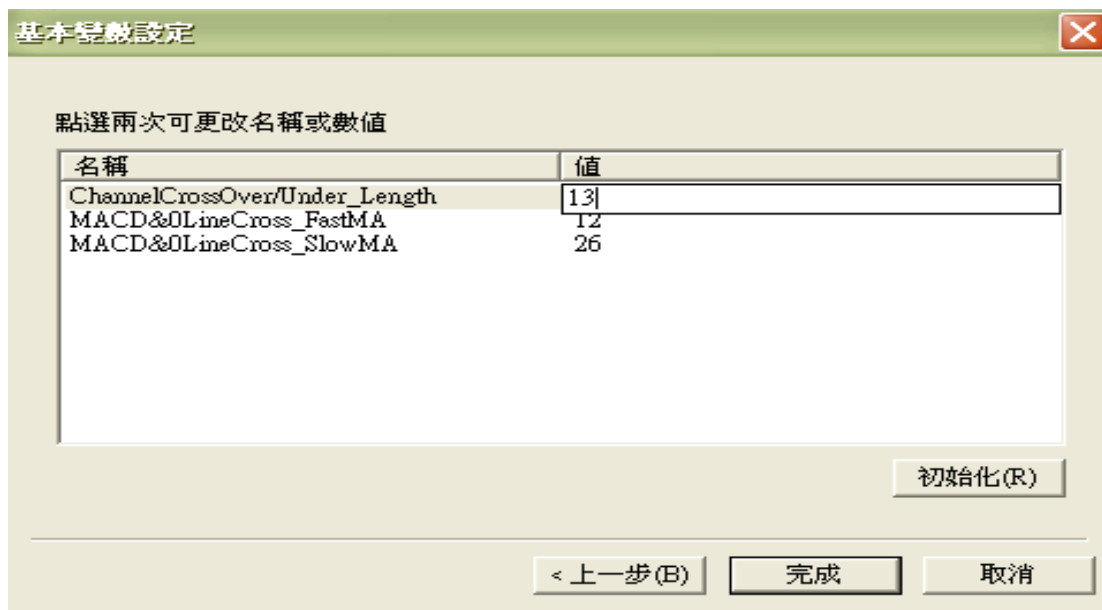 基本變數設定
點選兩次可更改名稱或數值
名稱 值
ChannelCrossOver/Under_Length 13
MACD&0LineCross_FastMA 12
MACD&0LineCross_SlowMA 26
初始化(R)
<上一步(B) 完成 取消